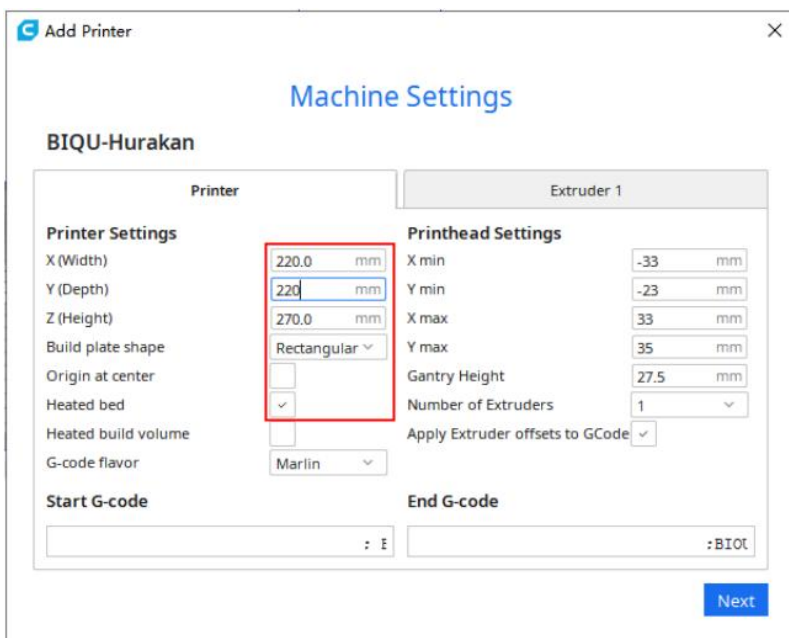 Add Printer
Machine Settings
BIQU-Hurakan
Printer
Extruder 1
Printer Settings
X (Width) 220.0 mm
Y (Depth) 220 mm
Z (Height) 270.0 mm
Build plate shape Rectangular
Origin at center
Heated bed
Heated build volume
G-code flavor Marlin
Printhead Settings
X min -33 mm
Y min -23 mm
X max 33 mm
Y max 35 mm
Gantry Height 27.5 mm
Number of Extruders 1
Apply Extruder offsets to GCode
Start G-code
; E
End G-code
;BIQU
Next